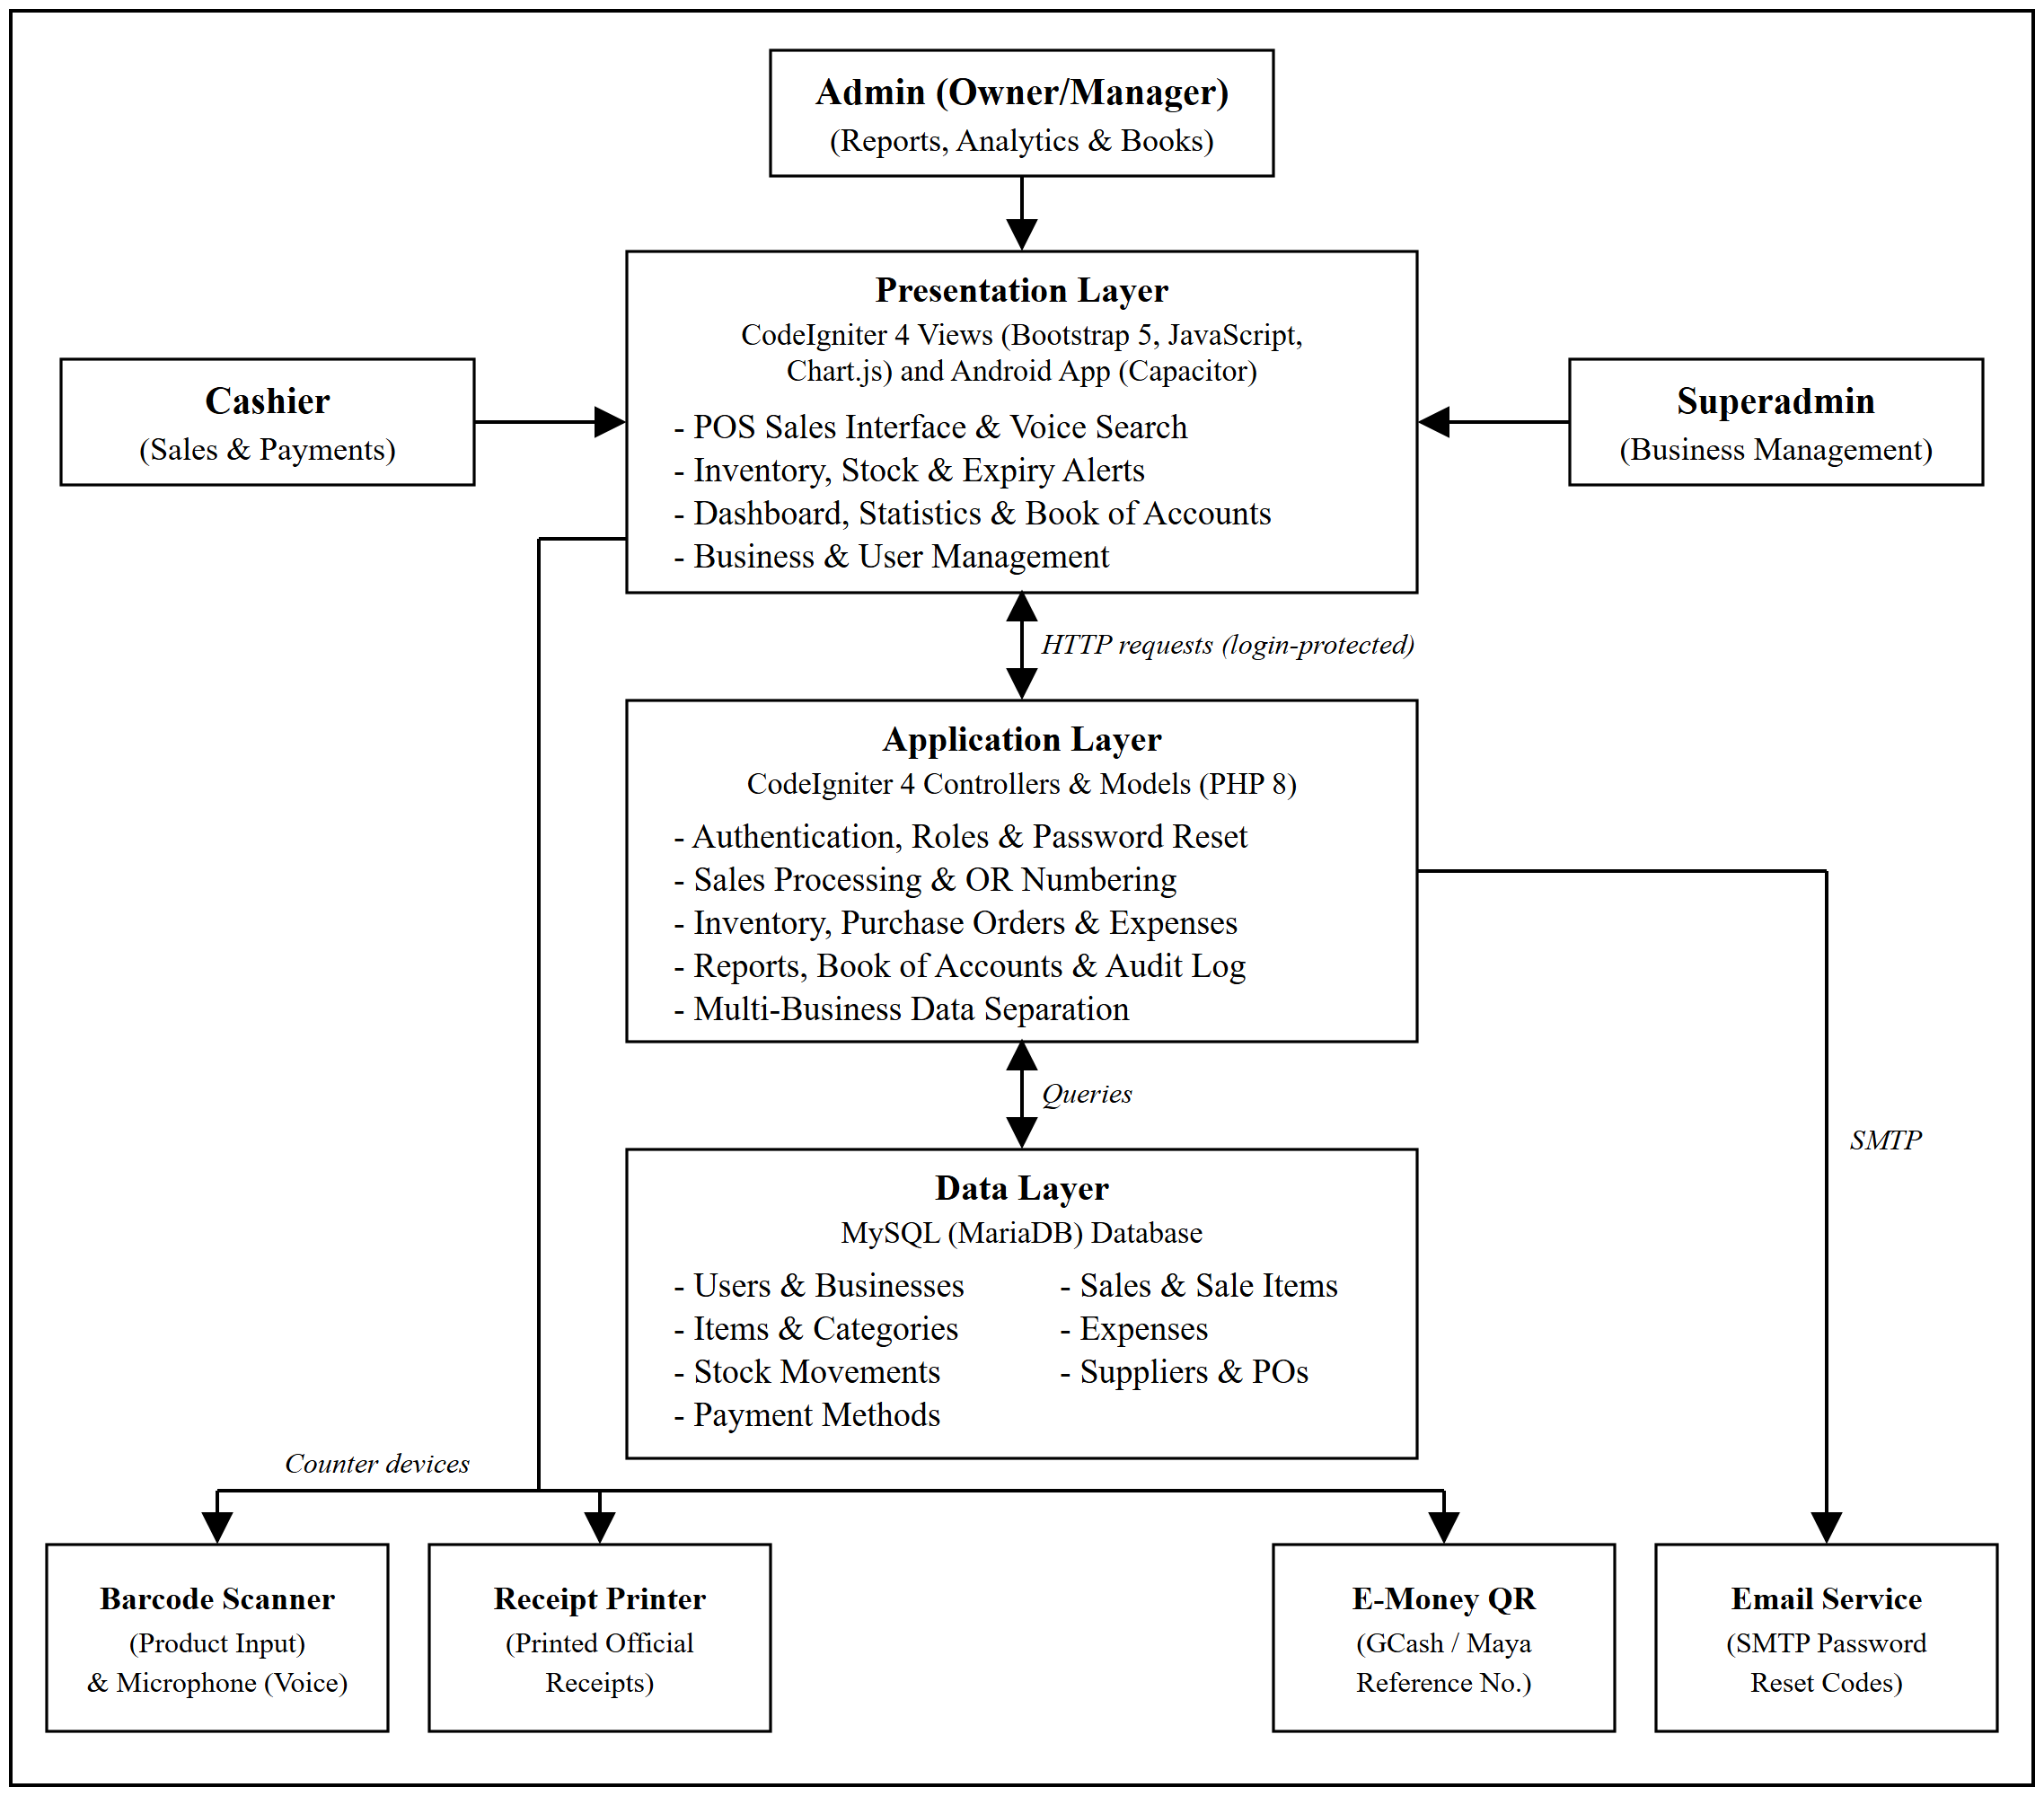 Admin (Owner/Manager)
(Reports, Analytics & Books)
Presentation Layer
CodeIgniter 4 Views (Bootstrap 5, JavaScript,
Chart.js) and Android App (Capacitor)
- POS Sales Interface & Voice Search
- Inventory, Stock & Expiry Alerts
- Dashboard, Statistics & Book of Accounts
- Business & User Management
Cashier
(Sales & Payments)
Superadmin
(Business Management)
HTTP requests (login-protected)
Application Layer
CodeIgniter 4 Controllers & Models (PHP 8)
- Authentication, Roles & Password Reset
- Sales Processing & OR Numbering
- Inventory, Purchase Orders & Expenses
- Reports, Book of Accounts & Audit Log
- Multi-Business Data Separation
Queries
SMTP
Data Layer
MySQL (MariaDB) Database
- Users & Businesses
- Items & Categories
- Stock Movements
- Payment Methods
- Sales & Sale Items
- Expenses
- Suppliers & POs
Counter devices
Barcode Scanner
(Product Input)
& Microphone (Voice)
Receipt Printer
(Printed Official
Receipts)
E-Money QR
(GCash / Maya
Reference No.)
Email Service
(SMTP Password
Reset Codes)